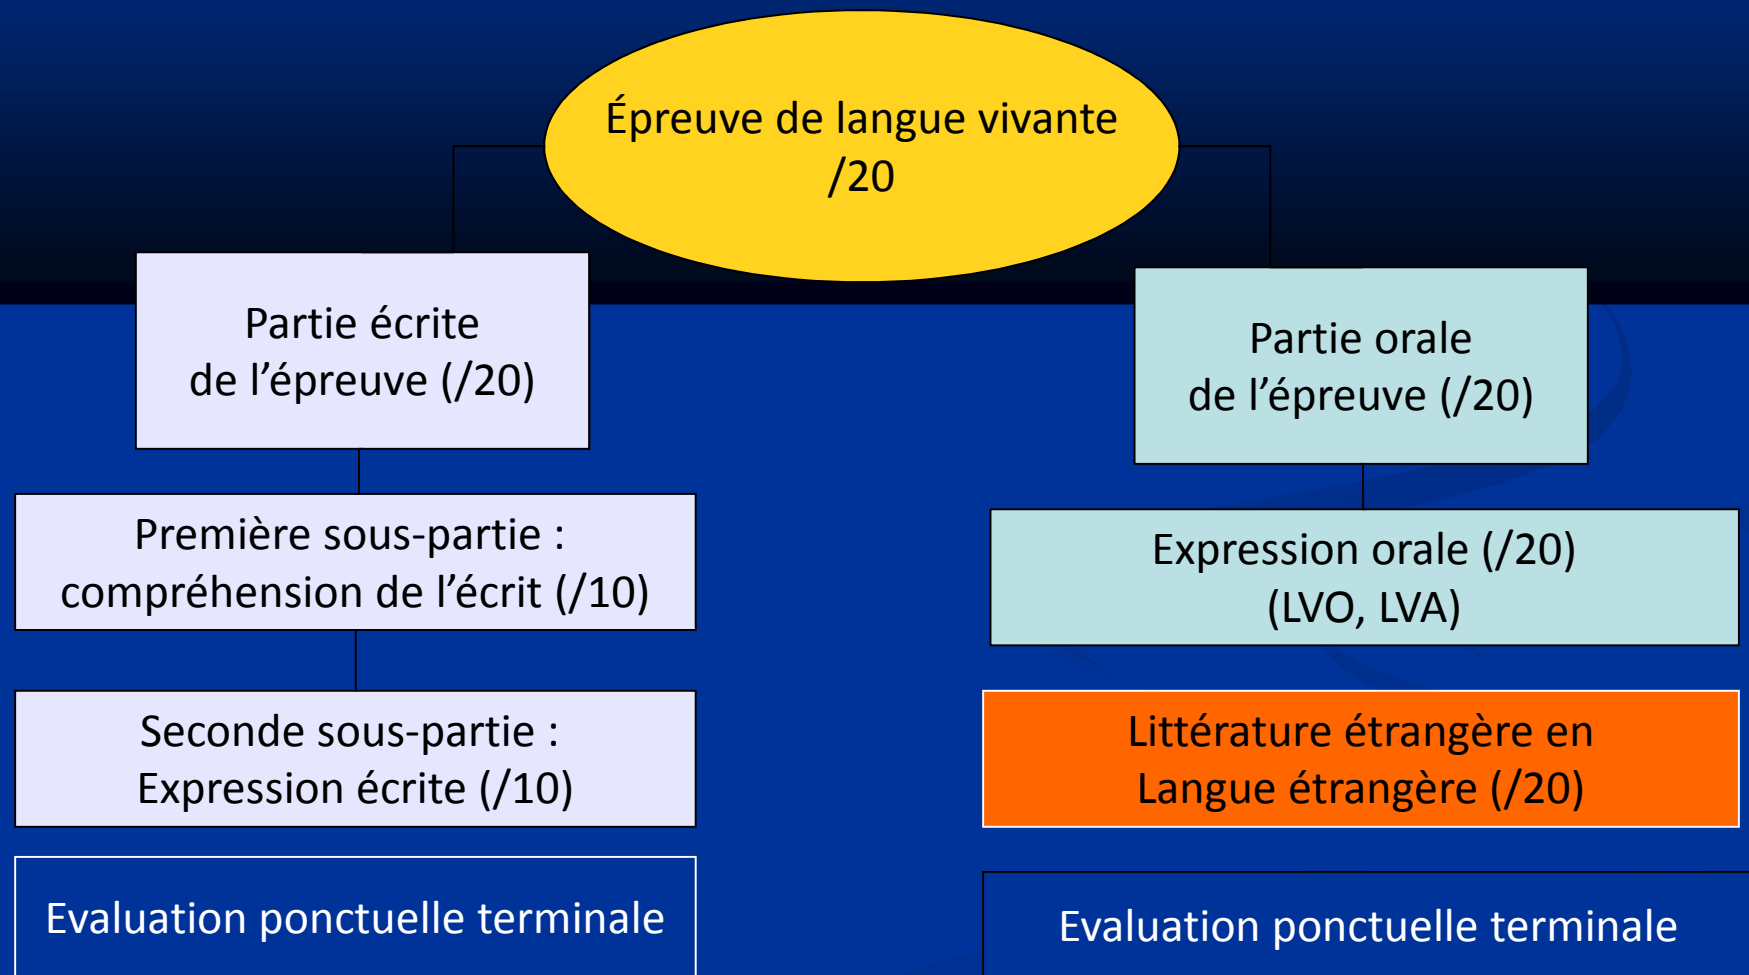 Épreuve de langue vivante
/20
Partie écrite
de l’épreuve (/20)
Partie orale
de l’épreuve (/20)
Première sous-partie :
compréhension de l’écrit (/10)
Expression orale (/20)
(LVO, LVA)
Seconde sous-partie :
Expression écrite (/10)
Littérature étrangère en
Langue étrangère (/20)
Evaluation ponctuelle terminale
Evaluation ponctuelle terminale